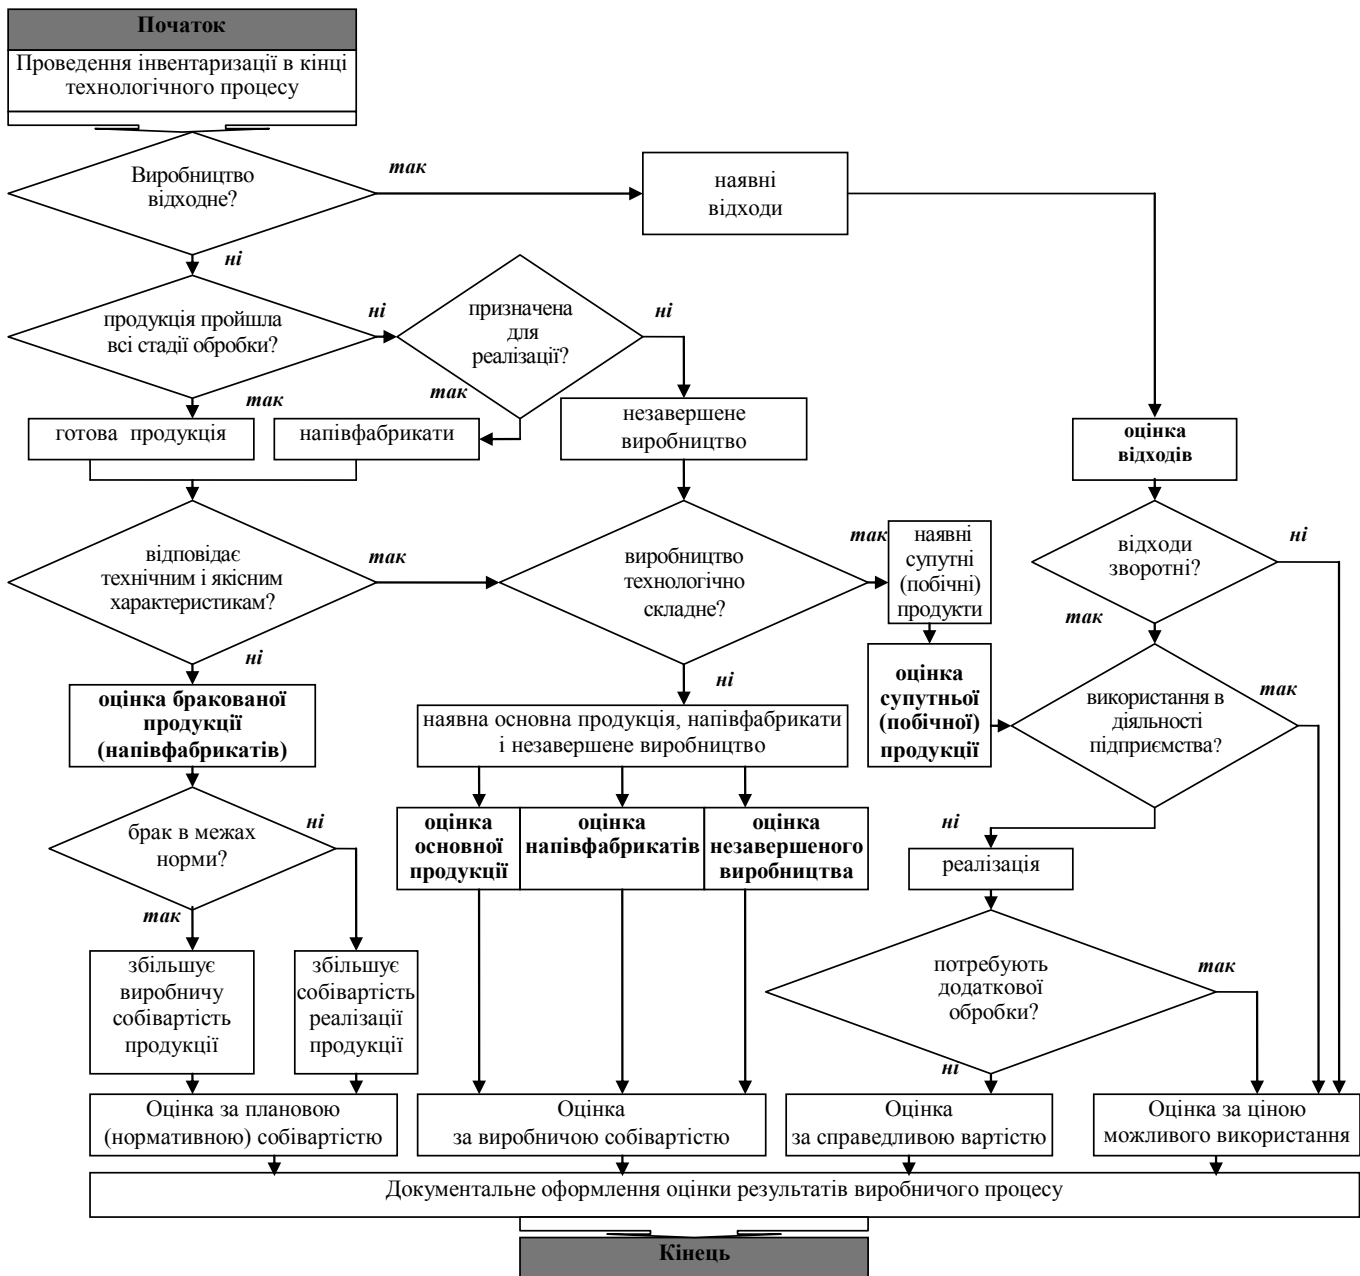 Початок
Проведення інвентаризації в кінці
технологічного процесу
Виробництво
відходне?
так
наявні
відходи
ні
продукція пройшла
всі стадії обробки?
ні
призначена
для
реалізації?
ні
так
так
готова продукція
напівфабрикати
незавершене
виробництво
оцінка
відходів
відповідає
технічним і якісним
характеристикам?
так
виробництво
технологічно
складне?
так
наявні
супутні
(побічні)
продукти
відходи
зворотні?
ні
так
ні
ні
оцінка бракованої
продукції
(напівфабрикатів)
наявна основна продукція, напівфабрикати
і незавершене виробництво
оцінка
супутньої
(побічної)
продукції
використання в
діяльності
підприємства?
так
брак в межах
норми?
ні
оцінка
основної
продукції
оцінка
напівфабрикатів
оцінка
незавершеного
виробництва
ні
реалізація
так
збільшує
виробничу
собівартість
продукції
збільшує
собівартість
реалізації
продукції
потребують
додаткової
обробки?
так
ні
Оцінка за плановою
(нормативною) собівартістю
Оцінка
за виробничою собівартістю
Оцінка
за справедливою вартістю
Оцінка за ціною
можливого використання
Документальне оформлення оцінки результатів виробничого процесу
Кінець